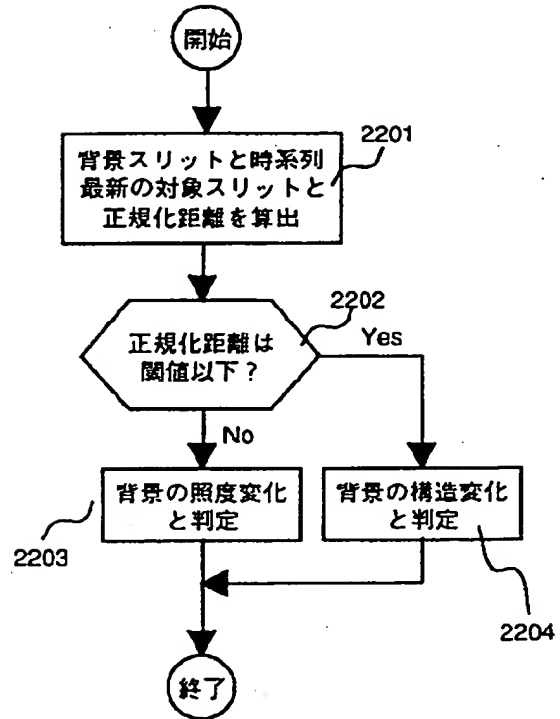 開始
2201
背景スリットと時系列
最新の対象スリットと
正規化距離を算出
2202
正規化距離は
閾値以下？
Yes
No
背景の照度変化
と判定
背景の構造変化
と判定
2203
2204
終了